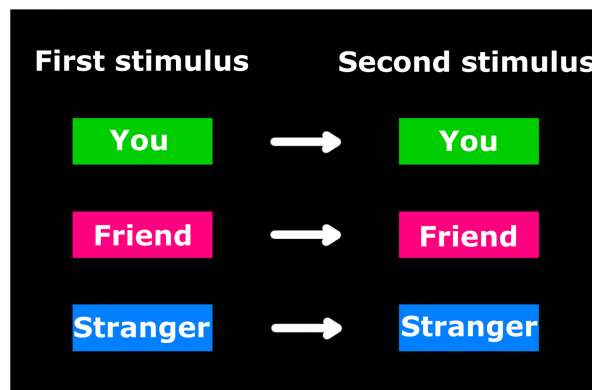 First stimulus Second stimulus
You You
Friend Friend
Stranger Stranger